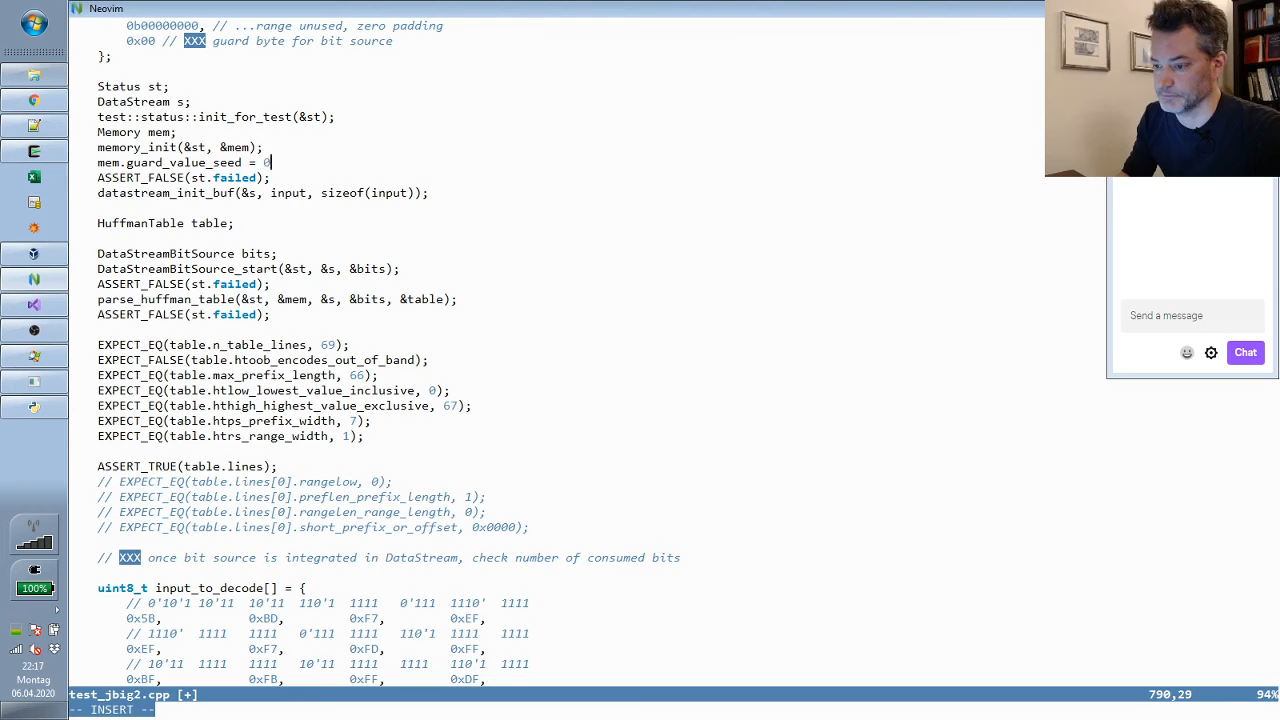 Neovim
0b00000000, // ...range unused, zero padding
0x00 // XXX guard byte for bit source
};
Status st;
DataStream s;
test::status::init_for_test(&st);
Memory mem;
memory_init(&st, &mem);
mem.guard_value_seed = 0
ASSERT_FALSE(st.failed);
datastream_init_buf(&s, input, sizeof(input));
HuffmanTable table;
DataStreamBitSource bits;
DataStreamBitSource_start(&st, &s, &bits);
ASSERT_FALSE(st.failed);
parse_huffman_table(&st, &mem, &s, &bits, &table);
ASSERT_FALSE(st.failed);
EXPECT_EQ(table.n_table_lines, 69);
EXPECT_FALSE(table.htoob_encodes_out_of_band);
EXPECT_EQ(table.max_prefix_length, 66);
EXPECT_EQ(table.htlow_lowest_value_inclusive, 0);
EXPECT_EQ(table.hthigh_highest_value_exclusive, 67);
EXPECT_EQ(table.htps_prefix_width, 7);
EXPECT_EQ(table.htrs_range_width, 1);
ASSERT_TRUE(table.lines);
// EXPECT_EQ(table.lines[0].rangelow, 0);
// EXPECT_EQ(table.lines[0].preflen_prefix_length, 1);
// EXPECT_EQ(table.lines[0].rangelen_range_length, 0);
// EXPECT_EQ(table.lines[0].short_prefix_or_offset, 0x0000);
// XXX once bit source is integrated in DataStream, check number of consumed bits
uint8_t input_to_decode[] = {
// 0'10'1 10'11 10'11 110'1 1111 0'111 1110' 1111
0x5B, 0xBD, 0xF7, 0xEF,
// 1110' 1111 1111 0'111 1111 110'1 1111 1111
0xEF, 0xF7, 0xFD, 0xFF,
// 10'11 1111 1111 10'11 1111 1111 110'1 1111
0xBF, 0xFB, 0xFF, 0xDF,
test_jbig2.cpp [+] 790,29 94%
-- INSERT --
Send a message
Chat
100%
22:17
Montag
06.04.2020